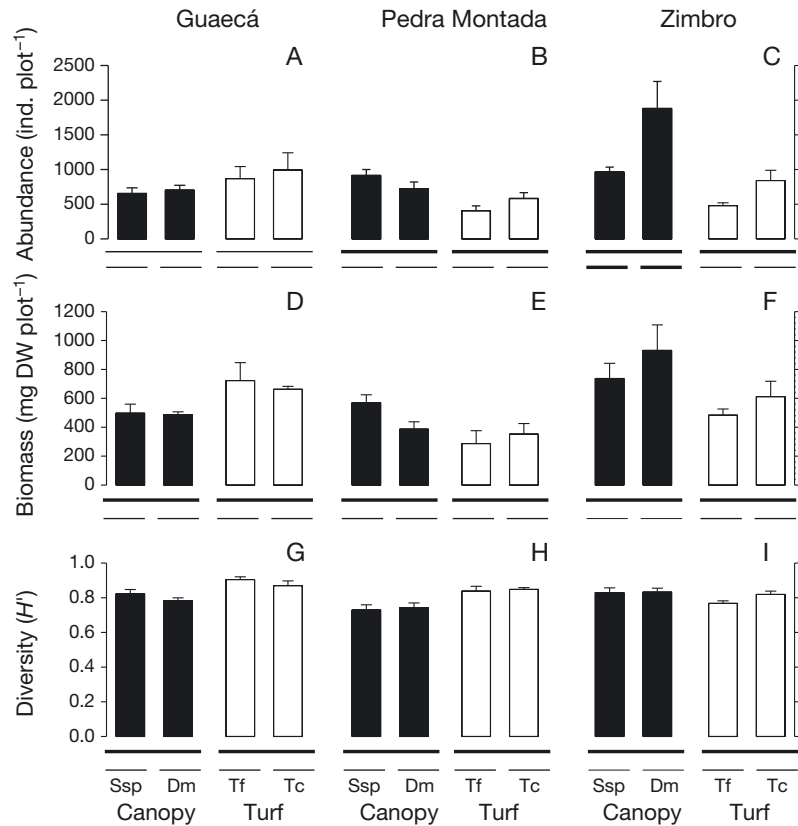 Guaecá Pedra Montada Zimbro
A B C
Abundance (ind. plot⁻¹)
2500
2000
1500
1000
500
0
D E F
Biomass (mg DW plot⁻¹)
1200
1000
800
600
400
200
0
G H I
Diversity (H')
1.0
0.8
0.6
0.4
0.2
0.0
Ssp Dm Tf Tc Ssp Dm Tf Tc Ssp Dm Tf Tc
Canopy Turf Canopy Turf Canopy Turf